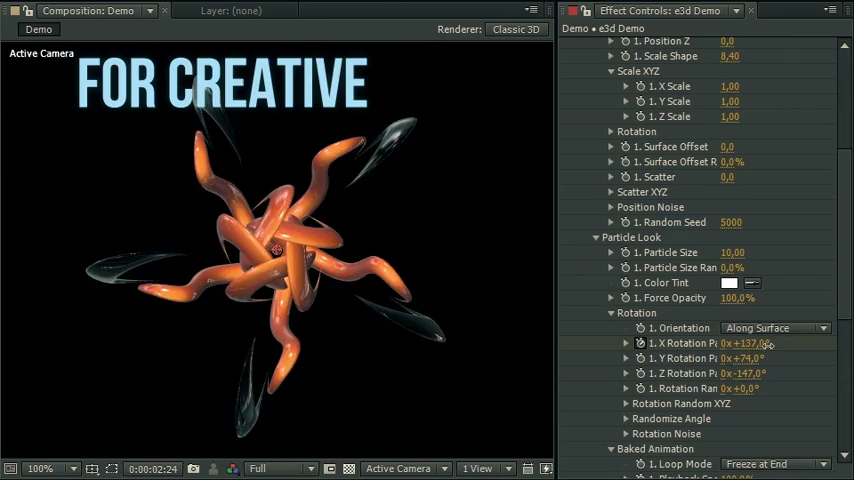 Composition: Demo
Layer: (none)
Effect Controls: e3d Demo
Demo
Renderer: Classic 3D
Demo • e3d Demo
Active Camera
FOR CREATIVE
1. Position Z 0,0
1. Scale Shape 8,40
Scale XYZ
1. X Scale 1,00
1. Y Scale 1,00
1. Z Scale 1,00
Rotation
1. Surface Offset 0,0
1. Surface Offset R 0,0%
1. Scatter 0,0
Scatter XYZ
Position Noise
1. Random Seed 5000
Particle Look
1. Particle Size 10,00
1. Particle Size Ran 0,0%
1. Color Tint
1. Force Opacity 100,0%
Rotation
1. Orientation Along Surface
1. X Rotation Pa 0x+137,0°
1. Y Rotation Pa 0x+74,0°
1. Z Rotation Pa 0x-147,0°
1. Rotation Ran 0x+0,0°
Rotation Random XYZ
Randomize Angle
Rotation Noise
Baked Animation
1. Loop Mode Freeze at End
100% 0:00:02:24 Full Active Camera 1 View